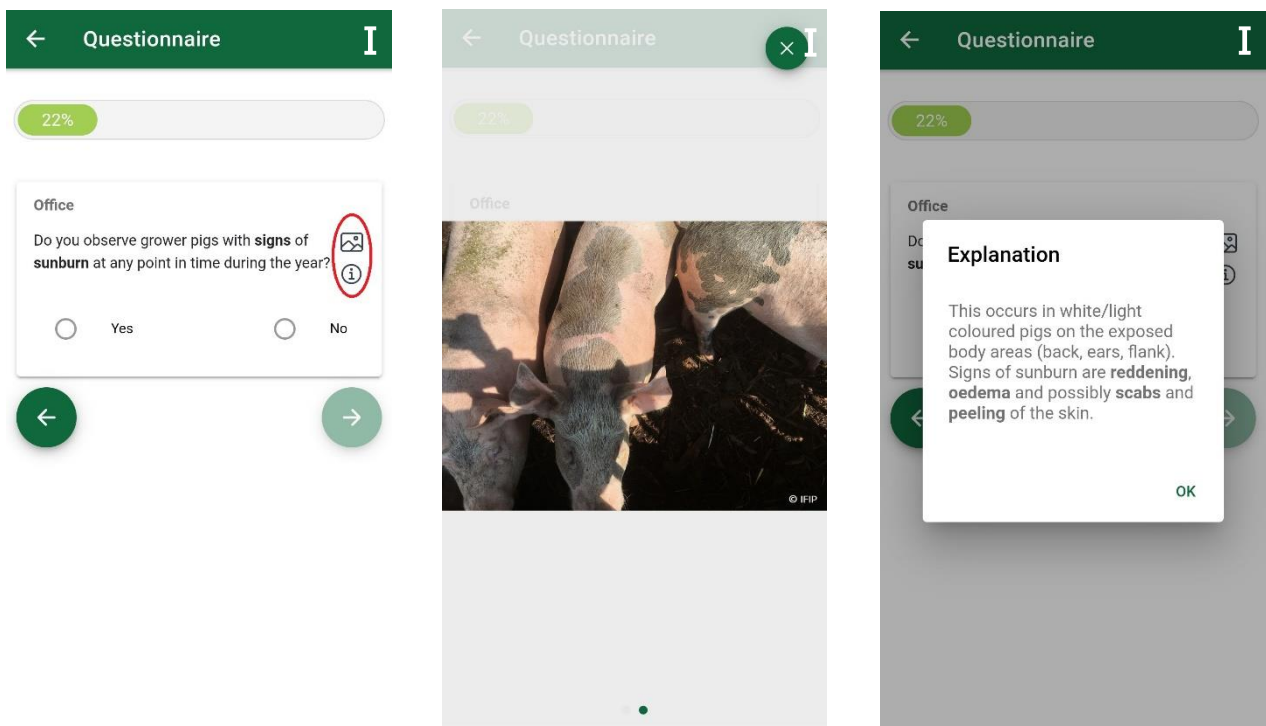 Questionnaire
22%
Office
Do you observe grower pigs with signs of
sunburn at any point in time during the year?
Yes
No
Questionnaire
22%
Office
© IFIP
Questionnaire
22%
Office
Do
su
Explanation
This occurs in white/light
coloured pigs on the exposed
body areas (back, ears, flank).
Signs of sunburn are reddening,
oedema and possibly scabs and
peeling of the skin.
OK